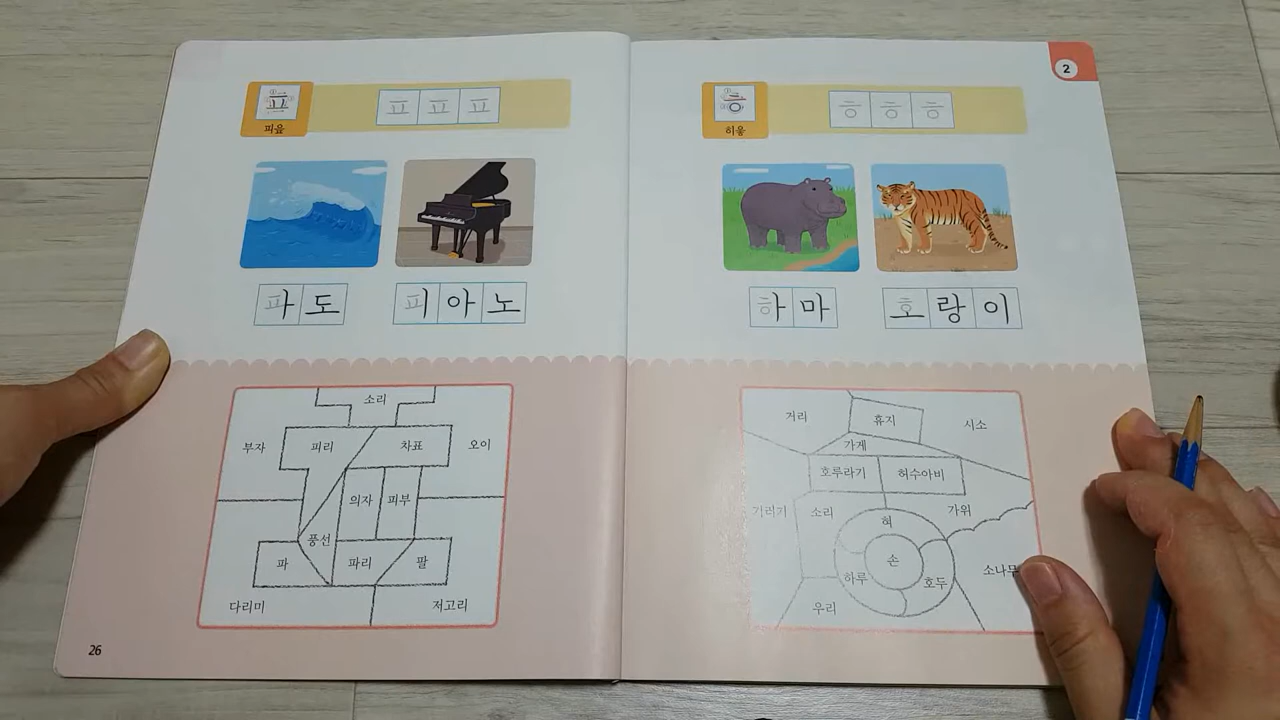 ㅍ
피읖
ㅍ ㅍ ㅍ
파도
피아노
소리
부자
피리
차표
오이
의자
피부
풍선
파
파리
팔
다리미
저고리
26
2
ㅎ
히읗
ㅎ ㅎ ㅎ
하마
호랑이
거리
휴지
시소
가게
호루라기
허수아비
기러기
소리
가위
혀
손
하루
호두
소나무
우리